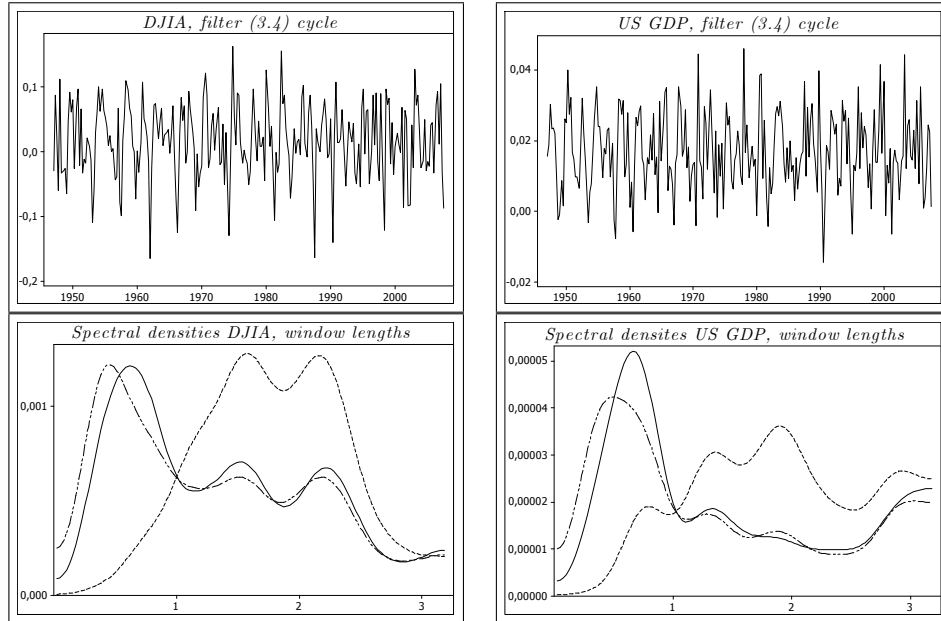 DJIA, filter (3.4) cycle
0,1
0,0
-0,1
-0,2
1950 1960 1970 1980 1990 2000
US GDP, filter (3.4) cycle
0,04
0,02
0,00
-0,02
1950 1960 1970 1980 1990 2000
Spectral densities DJIA, window lengths
0,001
0,000
1 2 3
Spectral densites US GDP, window lengths
0,00005
0,00004
0,00003
0,00002
0,00001
0,00000
1 2 3